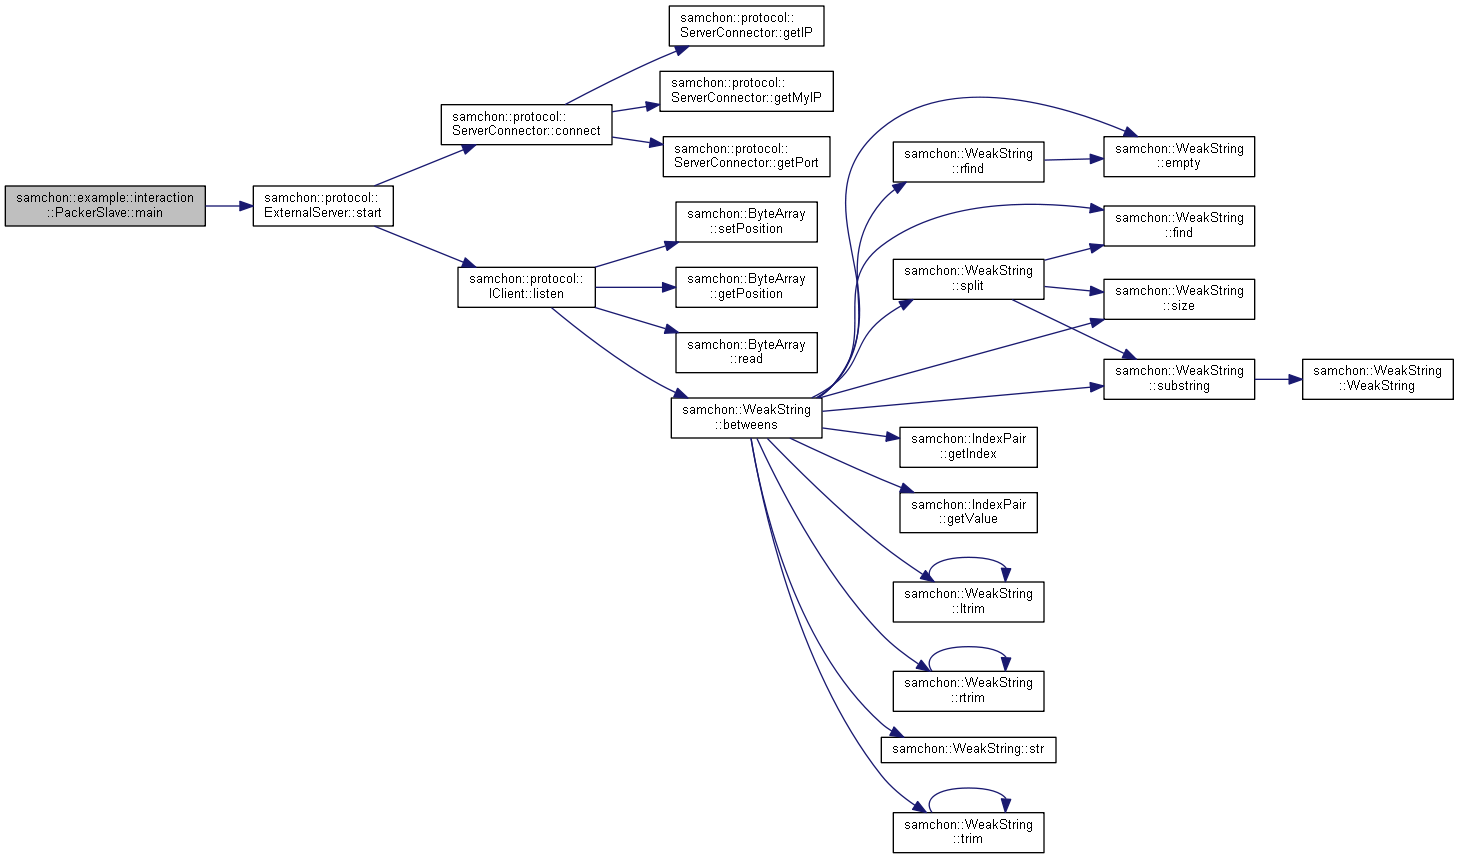 samchon::protocol::
ServerConnector::getIP
samchon::protocol::
ServerConnector::getMyIP
samchon::protocol::
ServerConnector::connect
samchon::protocol::
ServerConnector::getPort
samchon::WeakString
::rfind
samchon::WeakString
::empty
samchon::example::interaction
::PackerSlave::main
samchon::protocol::
ExternalServer::start
samchon::ByteArray
::setPosition
samchon::WeakString
::find
samchon::protocol::
IClient::listen
samchon::ByteArray
::getPosition
samchon::WeakString
::split
samchon::WeakString
::size
samchon::ByteArray
::read
samchon::WeakString
::substring
samchon::WeakString
::WeakString
samchon::WeakString
::betweens
samchon::IndexPair
::getIndex
samchon::IndexPair
::getValue
samchon::WeakString
::ltrim
samchon::WeakString
::rtrim
samchon::WeakString::str
samchon::WeakString
::trim